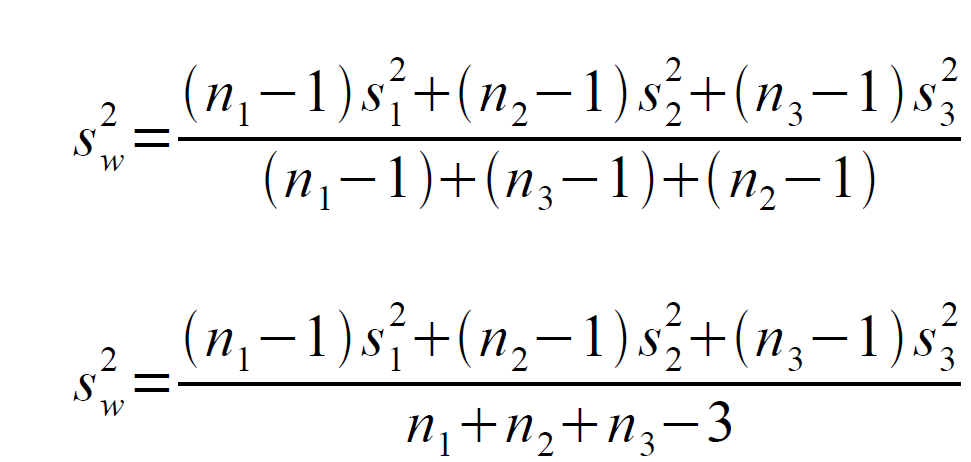 s_w^2 = \frac{(n_1-1)s_1^2+(n_2-1)s_2^2+(n_3-1)s_3^2}{(n_1-1)+(n_3-1)+(n_2-1)}
s_w^2 = \frac{(n_1-1)s_1^2+(n_2-1)s_2^2+(n_3-1)s_3^2}{n_1+n_2+n_3-3}